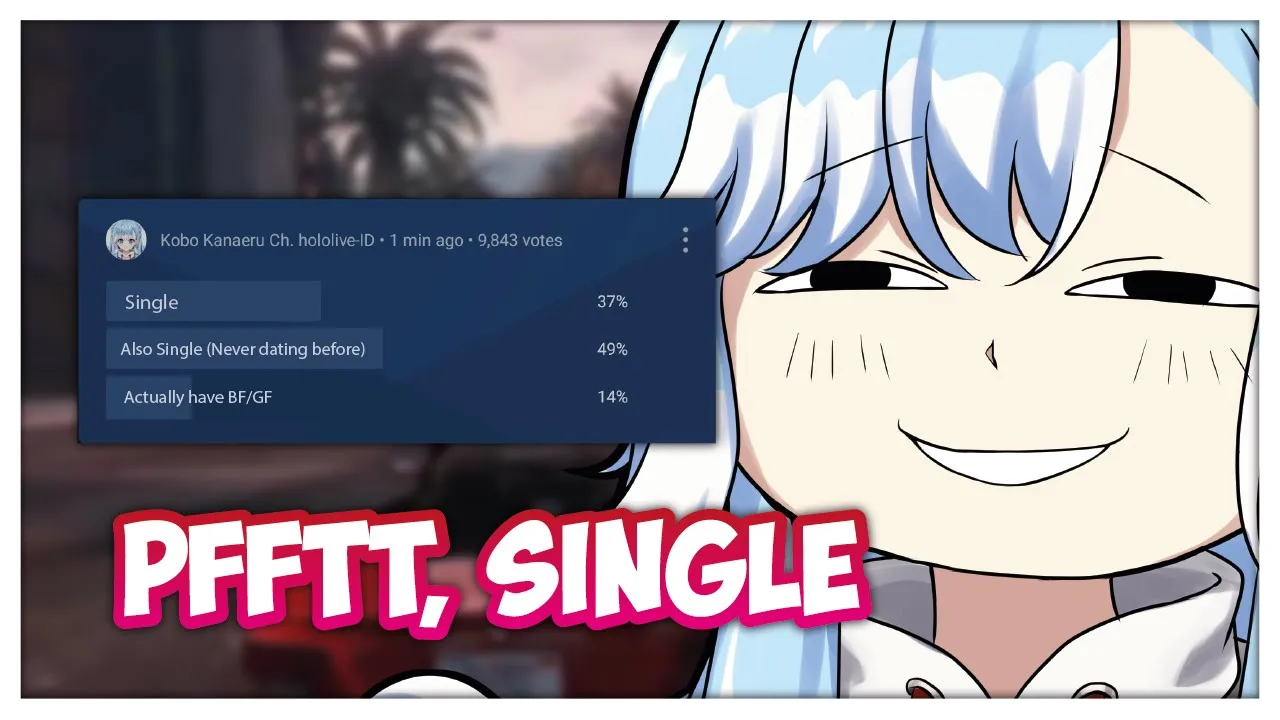 Kobo Kanaeru Ch. hololive-ID • 1 min ago • 9,843 votes
Single 37%
Also Single (Never dating before) 49%
Actually have BF/GF 14%
PFFTT, SINGLE